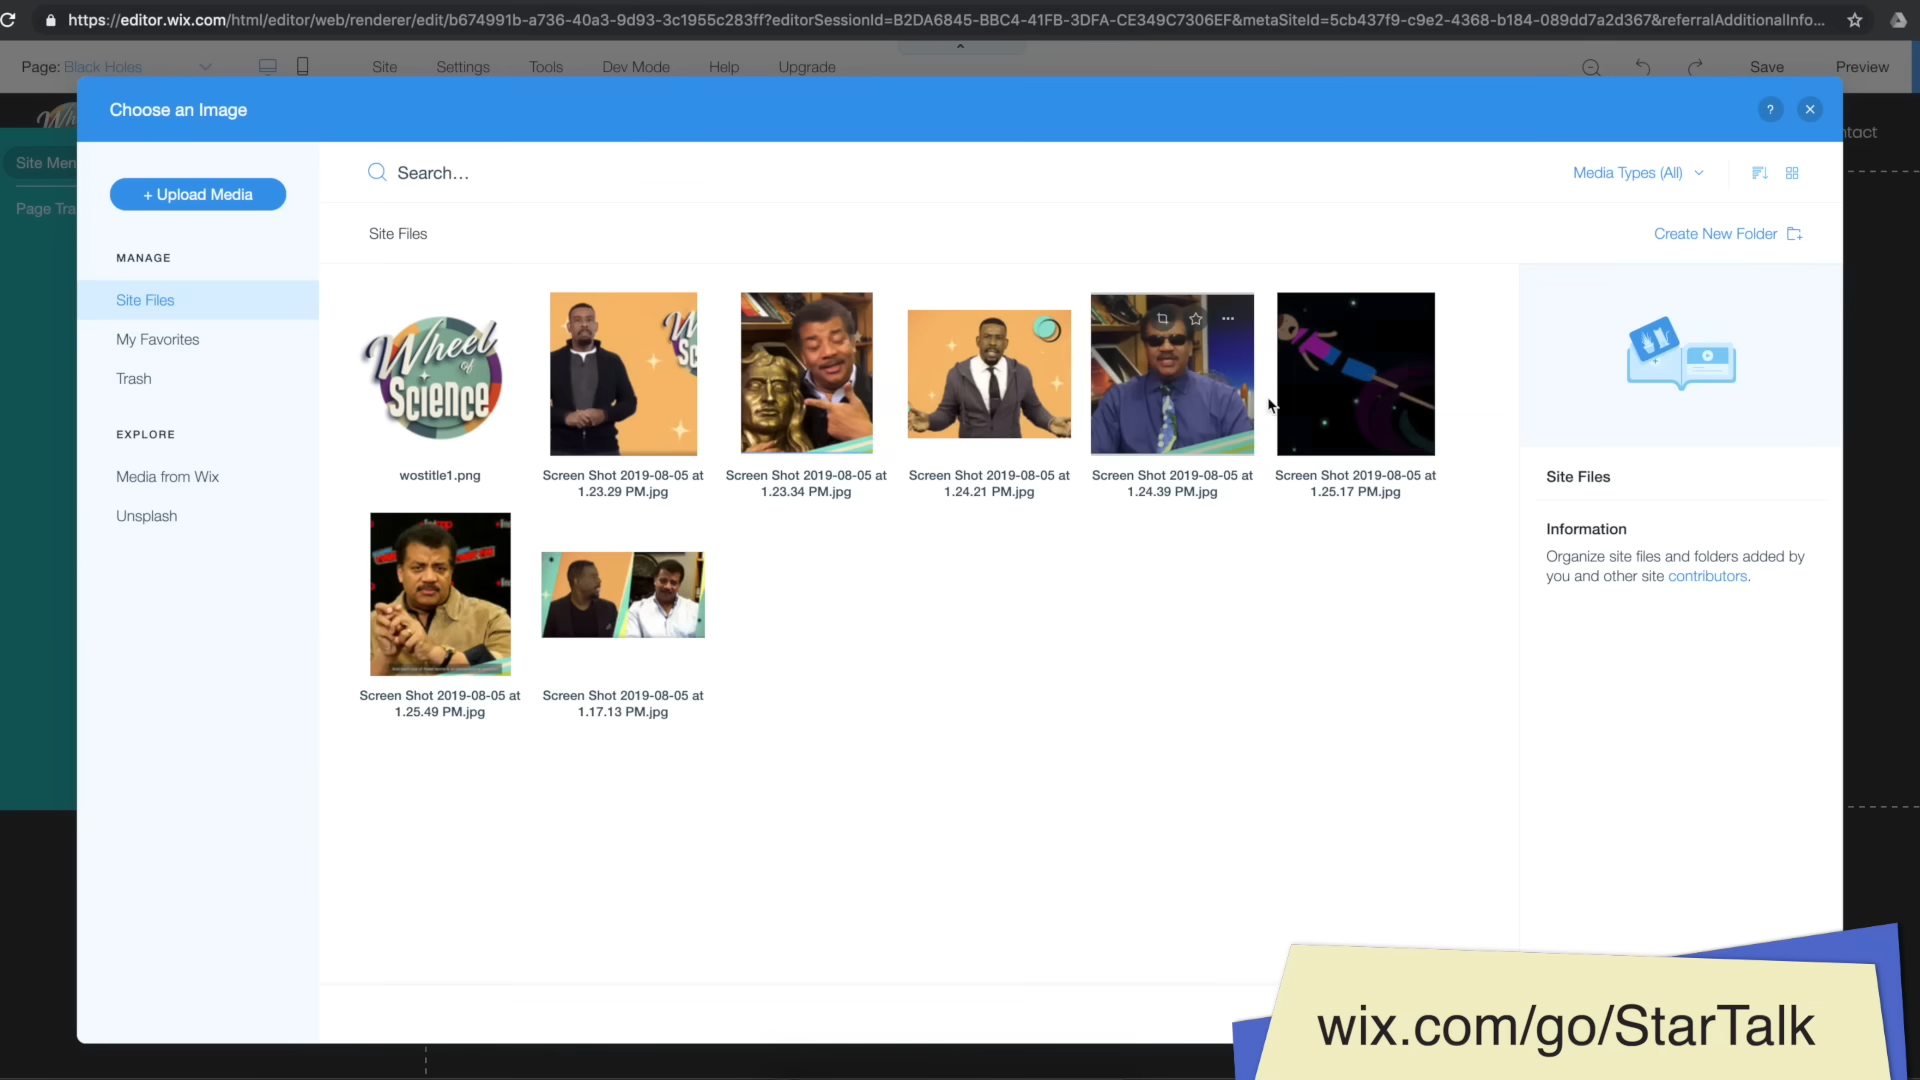 https://editor.wix.com/html/editor/web/renderer/edit/b674991b-a736-40a3-9d93-3c1955c283ff?editorSessionId=B2DA6845-BBC4-41FB-3DFA-CE349C7306EF&metaSiteId=5cb437f9-c9e2-4368-b184-089dd7a2d367&referralAdditionalInfo...
Page: Black Holes
Site
Settings
Tools
Dev Mode
Help
Upgrade
Save
Preview
Choose an Image
?
ntact
Site Men
Page Tra
+ Upload Media
Search...
Media Types (All)
Site Files
Create New Folder
MANAGE
Site Files
My Favorites
Trash
EXPLORE
Media from Wix
Unsplash
Wheel
of
Science
wostitle1.png
Screen Shot 2019-08-05 at
1.23.29 PM.jpg
Screen Shot 2019-08-05 at
1.23.34 PM.jpg
Screen Shot 2019-08-05 at
1.24.21 PM.jpg
Screen Shot 2019-08-05 at
1.24.39 PM.jpg
Screen Shot 2019-08-05 at
1.25.17 PM.jpg
Screen Shot 2019-08-05 at
1.25.49 PM.jpg
Screen Shot 2019-08-05 at
1.17.13 PM.jpg
Site Files
Information
Organize site files and folders added by
you and other site contributors.
wix.com/go/StarTalk